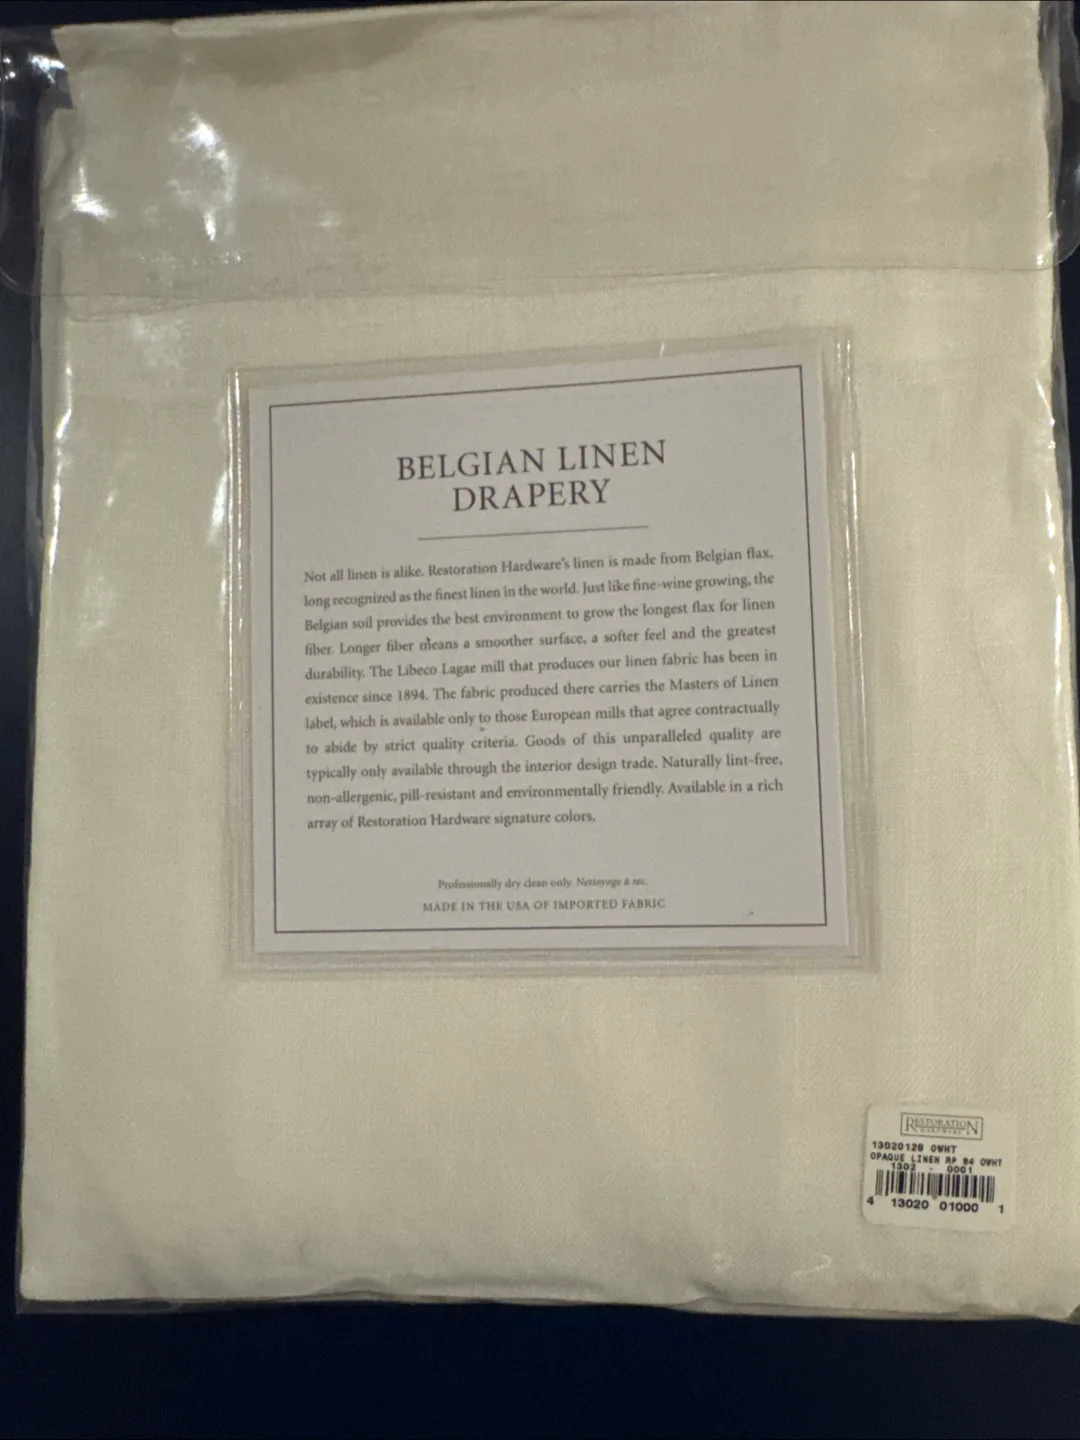 BELGIAN LINEN
DRAPERY
Not all linen is alike. Restoration Hardware's linen is made from Belgian flax,
long recognized as the finest linen in the world. Just like fine-wine growing, the
Belgian soil provides the best environment to grow the longest flax for linen
fiber. Longer fiber means a smoother surface, a softer feel and the greatest
durability. The Libeco Lagae mill that produces our linen fabric has been in
existence since 1894. The fabric produced there carries the Masters of Linen
label, which is available only to those European mills that agree contractually
to abide by strict quality criteria. Goods of this unparalleled quality are
typically only available through the interior design trade. Naturally lint-free,
non-allergenic, pill-resistant and environmentally friendly. Available in a rich
array of Restoration Hardware signature colors.
Professionally dry clean only. Nettoyage à sec.
MADE IN THE USA OF IMPORTED FABRIC
RESTORATION
HARDWARE
13020128 OWHT
OPAQUE LINEN RP 84 OWHT
1302 - 0001
4 13020 01000 1